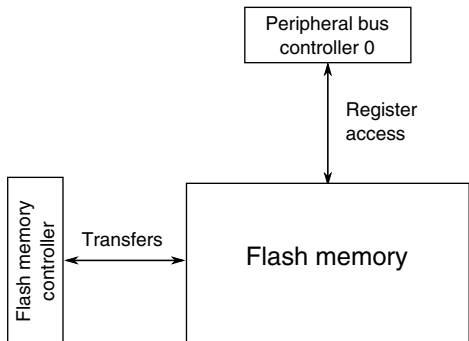 Peripheral bus
controller 0
Register
access
Flash memory
controller
Transfers
Flash memory